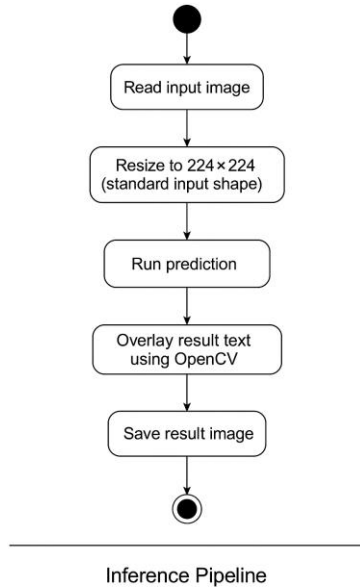 Read input image
Resize to 224×224
(standard input shape)
Run prediction
Overlay result text
using OpenCV
Save result image
Inference Pipeline